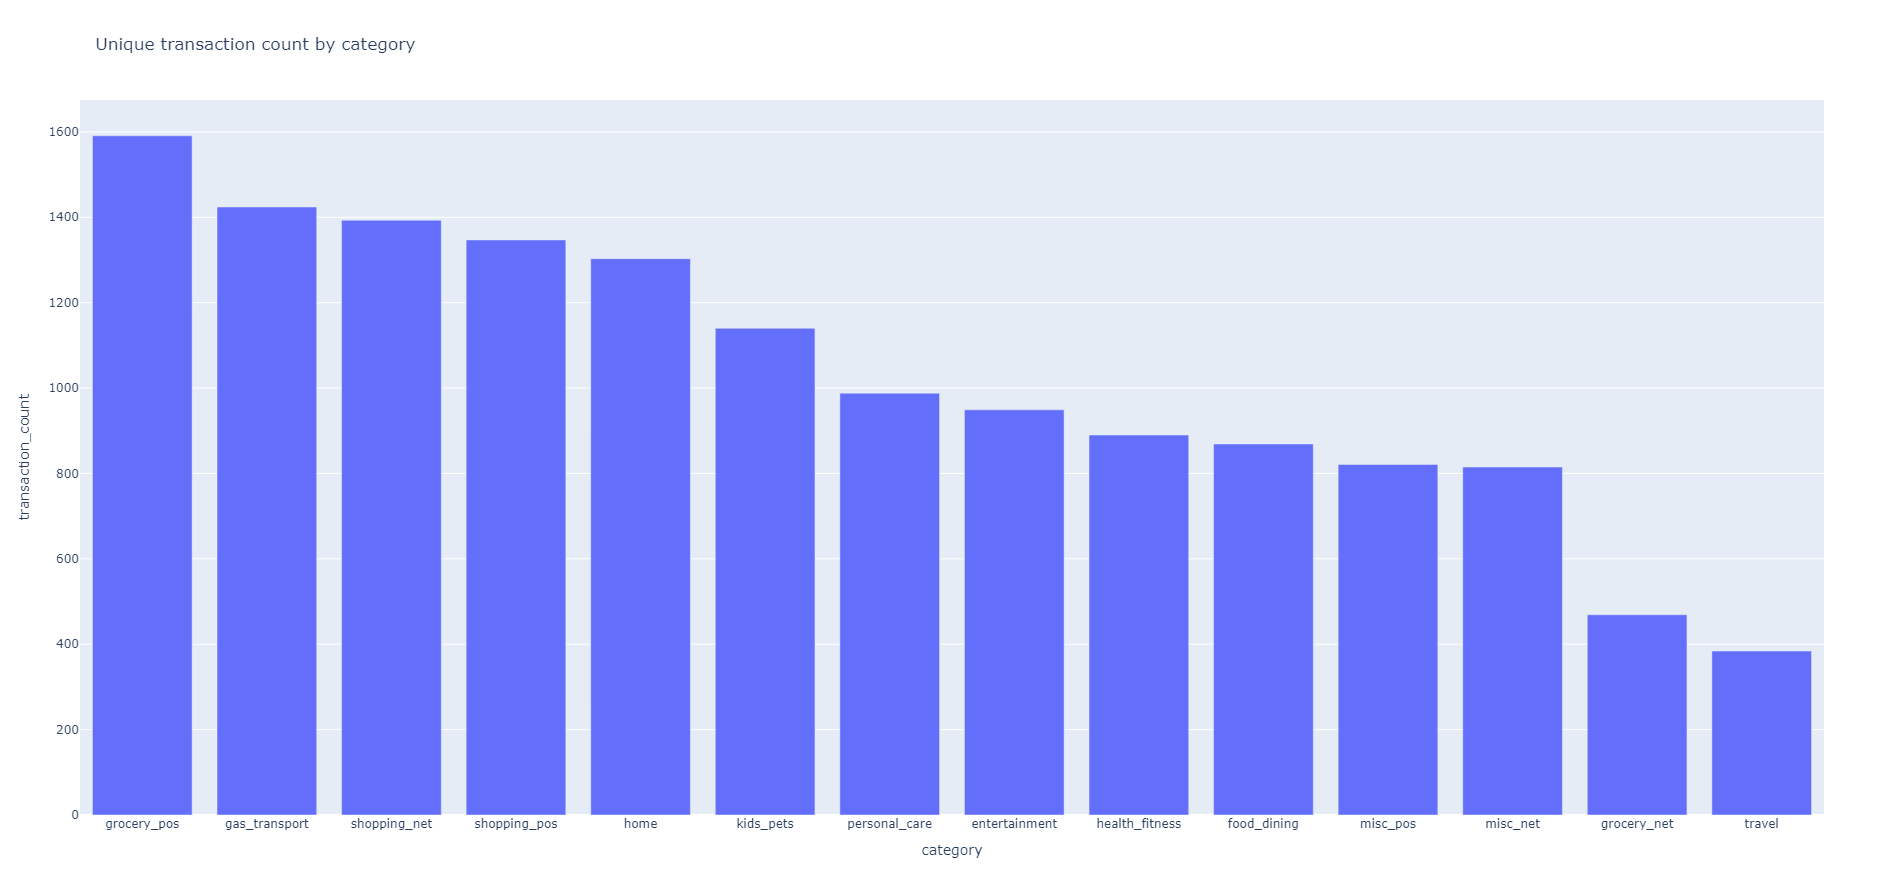 Unique transaction count by category
transaction_count
1600
1400
1200
1000
800
600
400
200
0
grocery_pos gas_transport shopping_net shopping_pos home kids_pets personal_care entertainment health_fitness food_dining misc_pos misc_net grocery_net travel
category